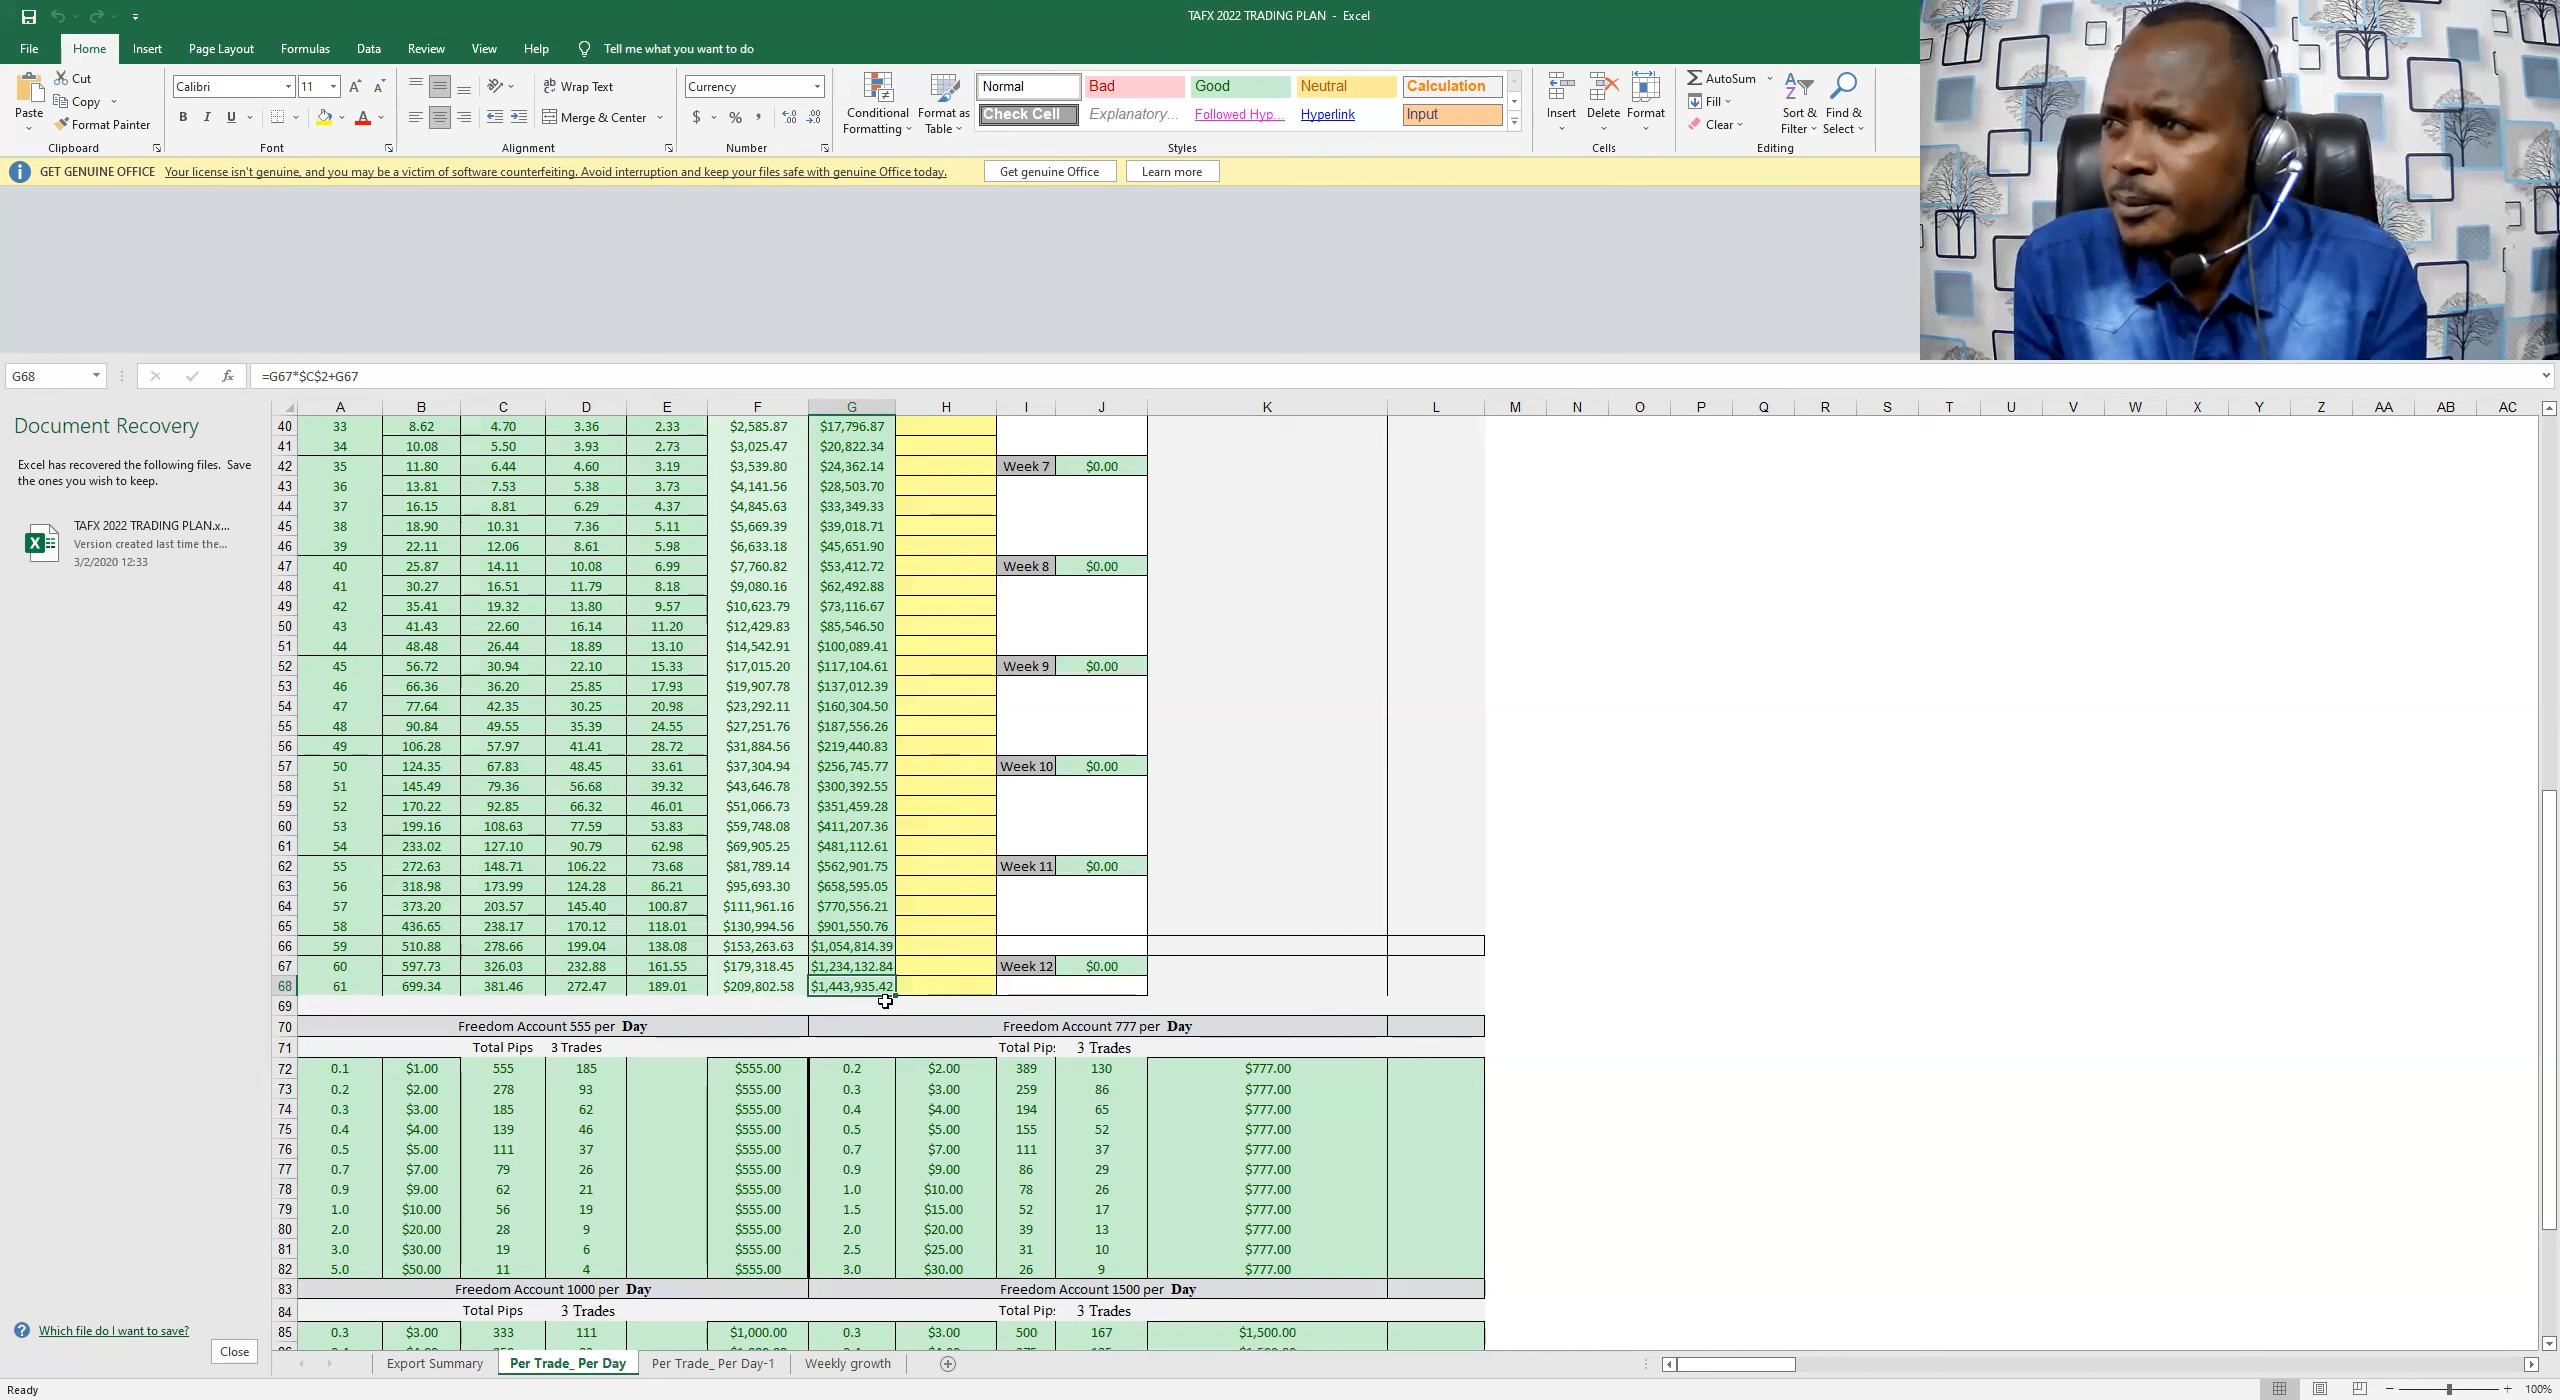 TAFX 2022 TRADING PLAN - Excel
File Home Insert Page Layout Formulas Data Review View Help Tell me what you want to do
Paste Cut Copy Format Painter Clipboard
Calibri 11 B I U A Font
Wrap Text Merge & Center Alignment
Currency $ % , Number
Conditional Formatting Format as Table
Normal Bad Good Neutral Calculation
Check Cell Explanatory... Followed Hyp... Hyperlink Input
Styles
Insert Delete Format Cells
AutoSum Fill Clear Sort & Filter Find & Select Editing
GET GENUINE OFFICE Your license isn't genuine, and you may be a victim of software counterfeiting. Avoid interruption and keep your files safe with genuine Office today. Get genuine Office Learn more
G68 fx =G67*$C$2+G67
Document Recovery
Excel has recovered the following files. Save
the ones you wish to keep.
TAFX 2022 TRADING PLAN.x...
Version created last time the...
3/2/2020 12:33
Which file do I want to save?
Close
A B C D E F G H I J K L M N O P Q R S T U V W X Y Z AA AB AC
40 33 8.62 4.70 3.36 2.33 $2,585.87 $17,796.87
41 34 10.08 5.50 3.93 2.73 $3,025.47 $20,822.34
42 35 11.80 6.44 4.60 3.19 $3,539.80 $24,362.14 Week 7 $0.00
43 36 13.81 7.53 5.38 3.73 $4,141.56 $28,503.70
44 37 16.15 8.81 6.29 4.37 $4,845.63 $33,349.33
45 38 18.90 10.31 7.36 5.11 $5,669.39 $39,018.71
46 39 22.11 12.06 8.61 5.98 $6,633.18 $45,651.90
47 40 25.87 14.11 10.08 6.99 $7,760.82 $53,412.72 Week 8 $0.00
48 41 30.27 16.51 11.79 8.18 $9,080.16 $62,492.88
49 42 35.41 19.32 13.80 9.57 $10,623.79 $73,116.67
50 43 41.43 22.60 16.14 11.20 $12,429.83 $85,546.50
51 44 48.48 26.44 18.89 13.10 $14,542.91 $100,089.41
52 45 56.72 30.94 22.10 15.33 $17,015.20 $117,104.61 Week 9 $0.00
53 46 66.36 36.20 25.85 17.93 $19,907.78 $137,012.39
54 47 77.64 42.35 30.25 20.98 $23,292.11 $160,304.50
55 48 90.84 49.55 35.39 24.55 $27,251.76 $187,556.26
56 49 106.28 57.97 41.41 28.72 $31,884.56 $219,440.83
57 50 124.35 67.83 48.45 33.61 $37,304.94 $256,745.77 Week 10 $0.00
58 51 145.49 79.36 56.68 39.32 $43,646.78 $300,392.55
59 52 170.22 92.85 66.32 46.01 $51,066.73 $351,459.28
60 53 199.16 108.63 77.59 53.83 $59,748.08 $411,207.36
61 54 233.02 127.10 90.79 62.98 $69,905.25 $481,112.61
62 55 272.63 148.71 106.22 73.68 $81,789.14 $562,901.75 Week 11 $0.00
63 56 318.98 173.99 124.28 86.21 $95,693.30 $658,595.05
64 57 373.20 203.57 145.40 100.87 $111,961.16 $770,556.21
65 58 436.65 238.17 170.12 118.01 $130,994.56 $901,550.76
66 59 510.88 278.66 199.04 138.08 $153,263.63 $1,054,814.39
67 60 597.73 326.03 232.88 161.55 $179,318.45 $1,234,132.84 Week 12 $0.00
68 61 699.34 381.46 272.47 189.01 $209,802.58 $1,443,935.42
69
70 Freedom Account 555 per Day Freedom Account 777 per Day
71 Total Pips 3 Trades Total Pips 3 Trades
72 0.1 $1.00 555 185 $555.00 0.2 $2.00 389 130 $777.00
73 0.2 $2.00 278 93 $555.00 0.3 $3.00 259 86 $777.00
74 0.3 $3.00 185 62 $555.00 0.4 $4.00 194 65 $777.00
75 0.4 $4.00 139 46 $555.00 0.5 $5.00 155 52 $777.00
76 0.5 $5.00 111 37 $555.00 0.7 $7.00 111 37 $777.00
77 0.7 $7.00 79 26 $555.00 0.9 $9.00 86 29 $777.00
78 0.9 $9.00 62 21 $555.00 1.0 $10.00 78 26 $777.00
79 1.0 $10.00 56 19 $555.00 1.5 $15.00 52 17 $777.00
80 2.0 $20.00 28 9 $555.00 2.0 $20.00 39 13 $777.00
81 3.0 $30.00 19 6 $555.00 2.5 $25.00 31 10 $777.00
82 5.0 $50.00 11 4 $555.00 3.0 $30.00 26 9 $777.00
83 Freedom Account 1000 per Day Freedom Account 1500 per Day
84 Total Pips 3 Trades Total Pips 3 Trades
85 0.3 $3.00 333 111 $1,000.00 0.3 $3.00 500 167 $1,500.00
Export Summary Per Trade_ Per Day Per Trade_ Per Day-1 Weekly growth
Ready 100%